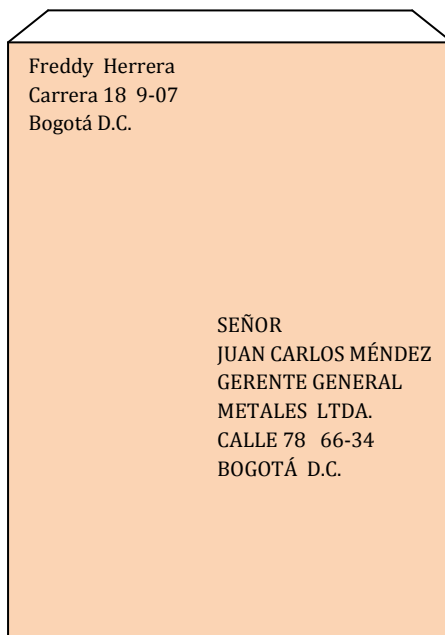 Freddy Herrera
Carrera 18 9-07
Bogotá D.C.
SEÑOR
JUAN CARLOS MÉNDEZ
GERENTE GENERAL
METALES LTDA.
CALLE 78 66-34
BOGOTÁ D.C.